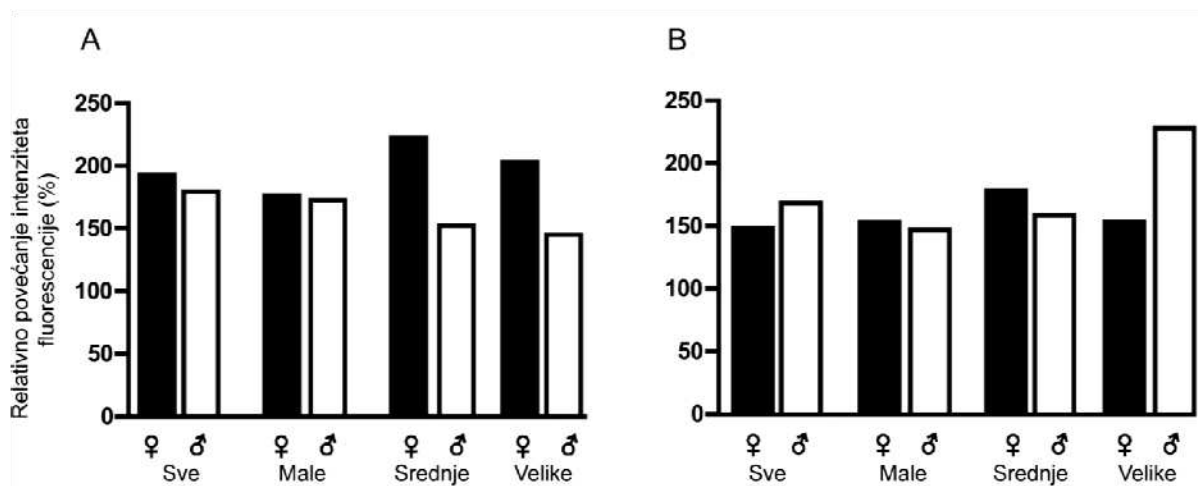 A
B
Relativno povećanje intenziteta
fluorescencije (%)
250
200
150
100
50
0
♀ ♂ ♀ ♂ ♀ ♂ ♀ ♂
Sve Male Srednje Velike
250
200
150
100
50
0
♀ ♂ ♀ ♂ ♀ ♂ ♀ ♂
Sve Male Srednje Velike